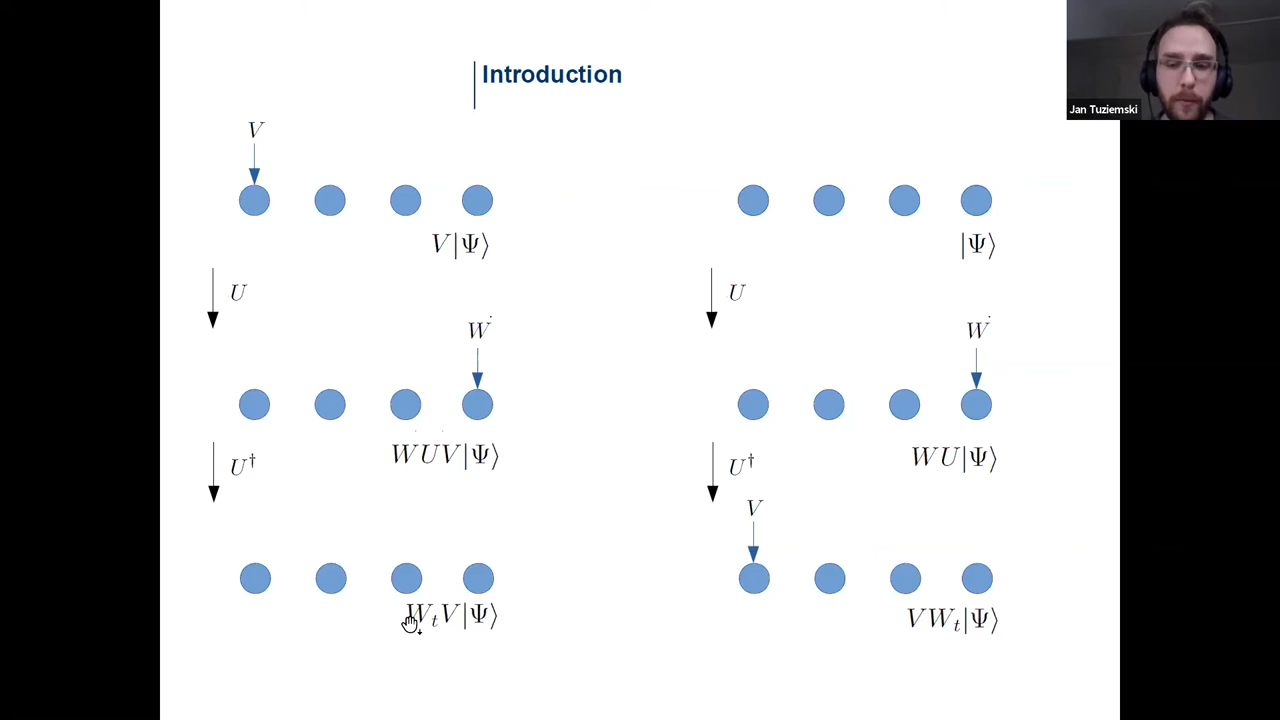 Introduction
Jan Tuziemski
V
V|Ψ⟩
|Ψ⟩
U
U
W
W
WUV|Ψ⟩
WU|Ψ⟩
U†
U†
V
W_tV|Ψ⟩
VW_t|Ψ⟩